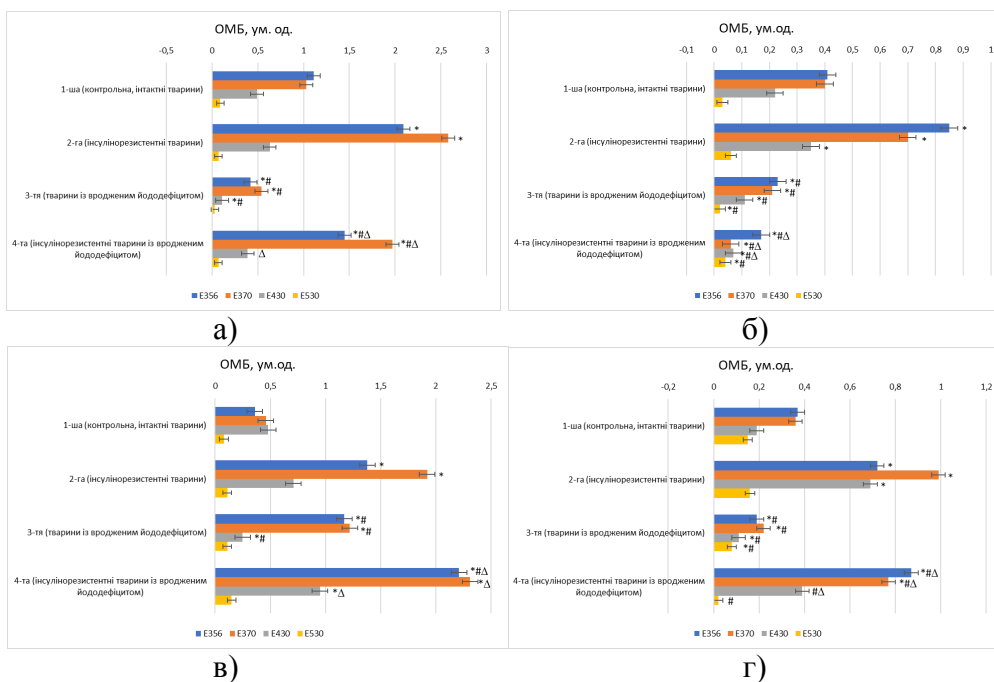 ОМБ, ум. од.
-0,5 0 0,5 1 1,5 2 2,5 3
1-ша (контрольна, інтактні тварини)
2-га (інсулінорезистентні тварини) * *
3-тя (тварини із вродженим йододефіцитом) *# *# *#
4-та (інсулінорезистентні тварини із вродженим *#Δ *#Δ
йододефіцитом) Δ
E356 E370 E430 E530
а)
ОМБ, ум.од.
-0,1 0 0,1 0,2 0,3 0,4 0,5 0,6 0,7 0,8 0,9 1
1-ша (контрольна, інтактні тварини)
2-га (інсулінорезистентні тварини) * * *
3-тя (тварини із вродженим йододефіцитом) *# *# *# *#
4-та (інсулінорезистентні тварини із вродженим *#Δ *#Δ
йододефіцитом) *#Δ *#
E356 E370 E430 E530
б)
ОМБ, ум.од.
0 0,5 1 1,5 2 2,5
1-ша (контрольна, інтактні тварини)
2-га (інсулінорезистентні тварини) * *
3-тя (тварини із вродженим йододефіцитом) *# *# *#
4-та (інсулінорезистентні тварини із вродженим *#Δ *Δ
йододефіцитом) *Δ
E356 E370 E430 E530
в)
ОМБ, ум.од.
-0,2 0 0,2 0,4 0,6 0,8 1 1,2
1-ша (контрольна, інтактні тварини)
2-га (інсулінорезистентні тварини) * * *
3-тя (тварини із вродженим йододефіцитом) *# *# *# *#
4-та (інсулінорезистентні тварини із вродженим *#Δ *#Δ
йододефіцитом) #Δ #
E356 E370 E430 E530
г)